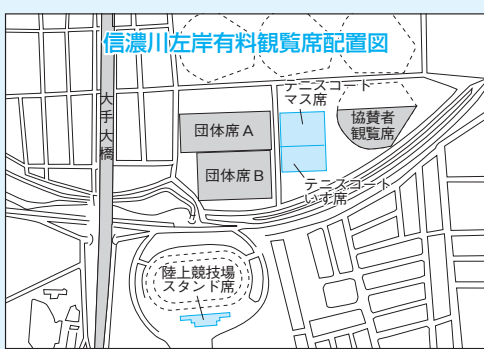 信濃川左岸有料観覧席配置図
テニスコート
マス席
大手大橋
団体席A
協賛者
観覧席
団体席B
テニスコート
いす席
陸上競技場
スタンド席